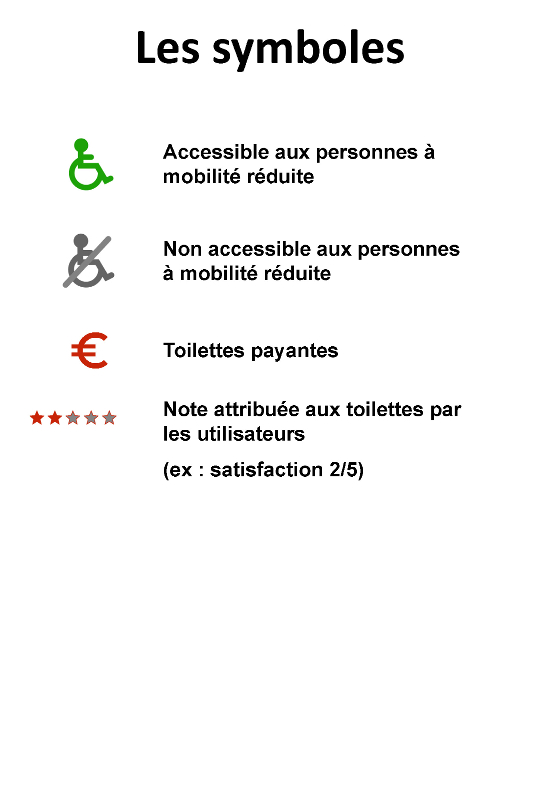 Les symboles
Accessible aux personnes à
mobilité réduite
Non accessible aux personnes
à mobilité réduite
€
Toilettes payantes
Note attribuée aux toilettes par
les utilisateurs
(ex : satisfaction 2/5)